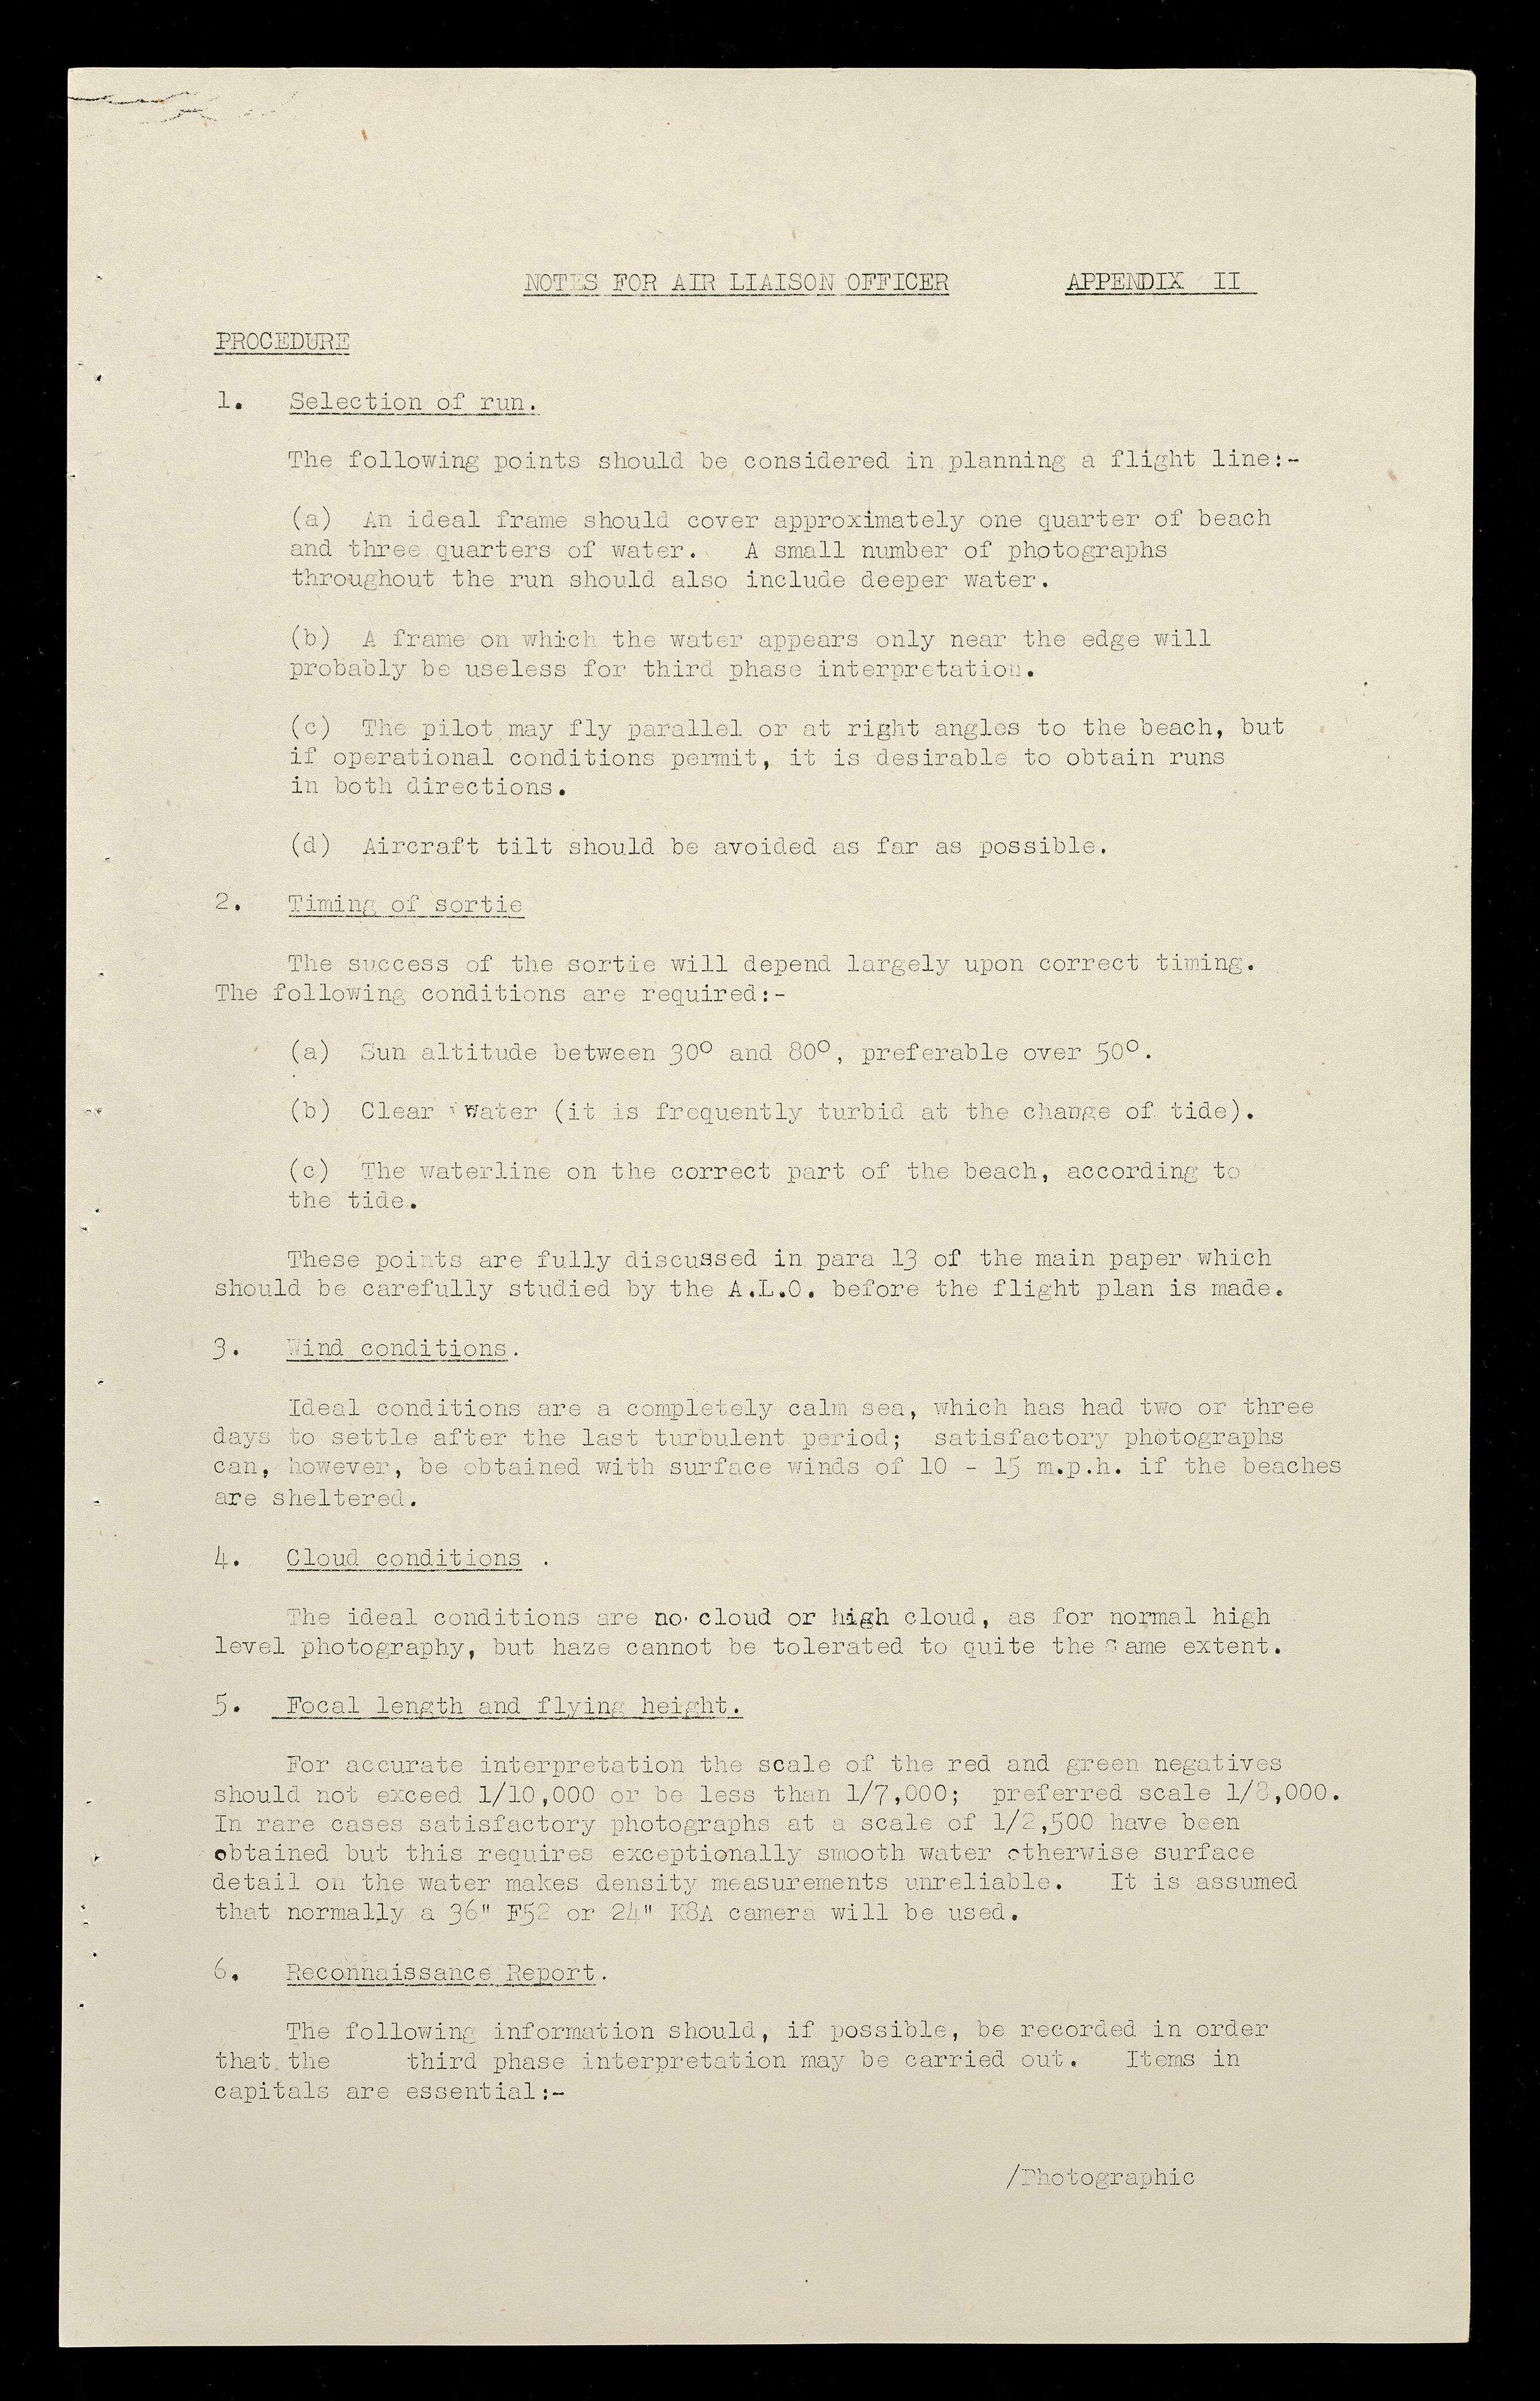 NOTES FOR AIR LIAISON OFFICER APPENDIX II
PROCEDURE
1. Selection of run.
The following points should be considered in planning a flight line:-
(a) An ideal frame should cover approximately one quarter of beach
and three quarters of water. A small number of photographs
throughout the run should also include deeper water.
(b) A frame on which the water appears only near the edge will
probably be useless for third phase interpretation.
(c) The pilot may fly parallel or at right angles to the beach, but
if operational conditions permit, it is desirable to obtain runs
in both directions.
(d) Aircraft tilt should be avoided as far as possible.
2. Timing of sortie
The success of the sortie will depend largely upon correct timing.
The following conditions are required:-
(a) Sun altitude between 30° and 80°, preferable over 50°.
(b) Clear Water (it is frequently turbid at the change of tide).
(c) The waterline on the correct part of the beach, according to
the tide.
These points are fully discussed in para 13 of the main paper which
should be carefully studied by the A.L.O. before the flight plan is made.
3. Wind conditions.
Ideal conditions are a completely calm sea, which has had two or three
days to settle after the last turbulent period; satisfactory photographs
can, however, be obtained with surface winds of 10 - 15 m.p.h. if the beaches
are sheltered.
4. Cloud conditions .
The ideal conditions are no cloud or high cloud, as for normal high
level photography, but haze cannot be tolerated to quite the same extent.
5. Focal length and flying height.
For accurate interpretation the scale of the red and green negatives
should not exceed 1/10,000 or be less than 1/7,000; preferred scale 1/8,000.
In rare cases satisfactory photographs at a scale of 1/2,500 have been
obtained but this requires exceptionally smooth water otherwise surface
detail on the water makes density measurements unreliable. It is assumed
that normally a 36" F52 or 24" K8A camera will be used.
6. Reconnaissance Report.
The following information should, if possible, be recorded in order
that the third phase interpretation may be carried out. Items in
capitals are essential:-
/Photographic